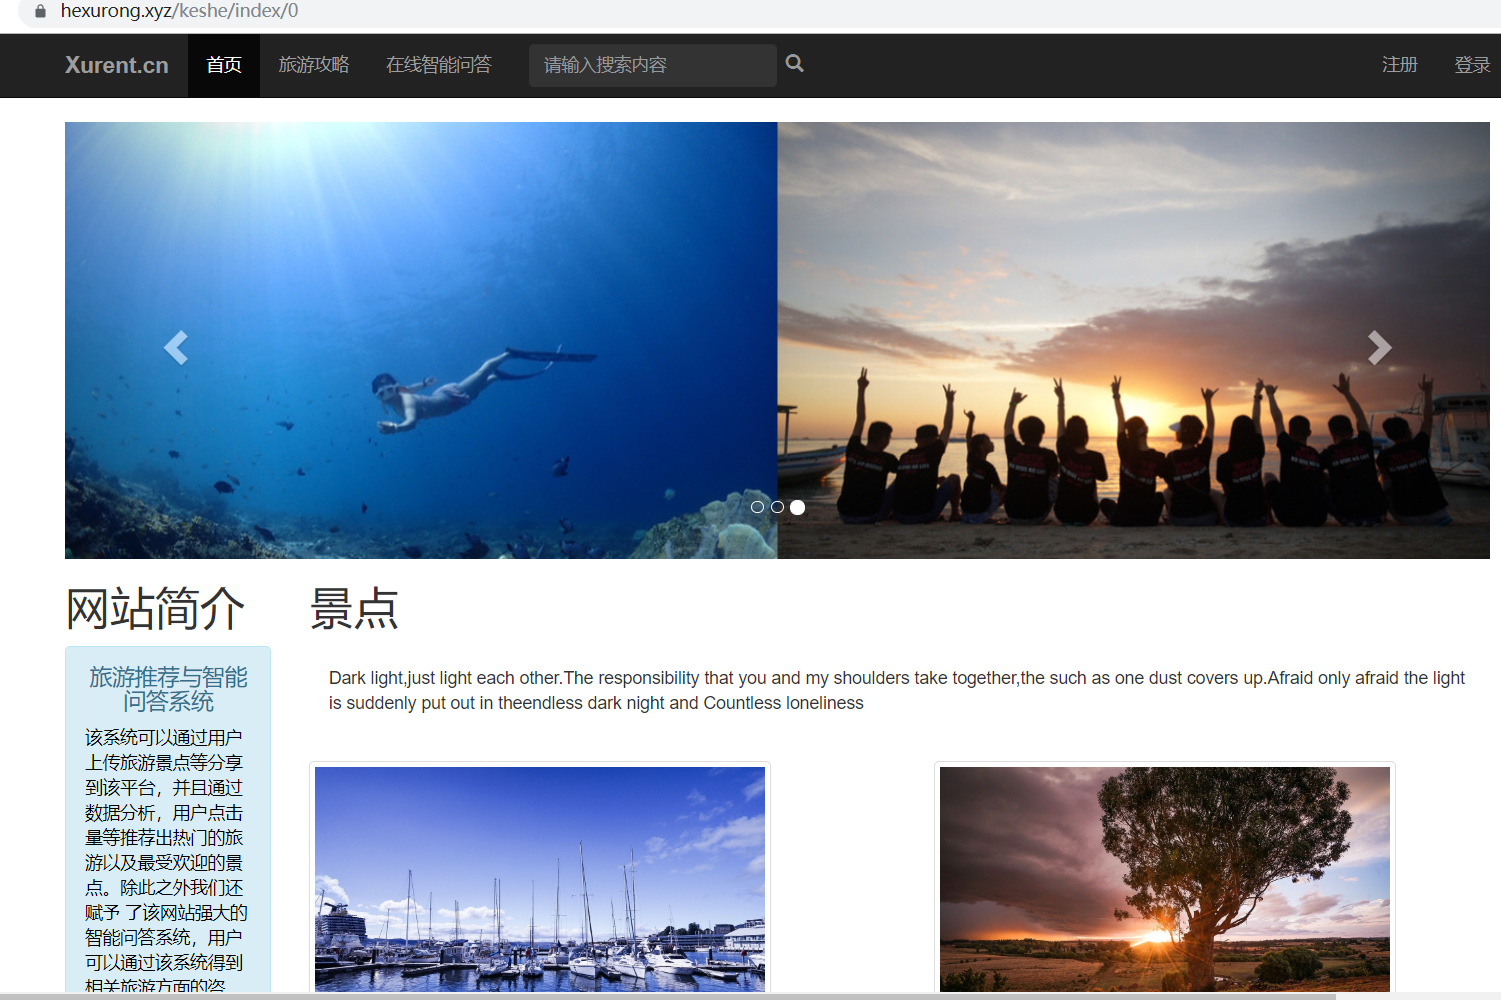 hexurong.xyz/keshe/index/0
Xurent.cn 首页 旅游攻略 在线智能问答 请输入搜索内容 注册 登录
网站简介
旅游推荐与智能
问答系统
该系统可以通过用户
上传旅游景点等分享
到该平台，并且通过
数据分析，用户点击
量等推荐出热门的旅
游以及最受欢迎的景
点。除此之外我们还
赋予 了该网站强大的
智能问答系统，用户
可以通过该系统得到
相关旅游方面的咨
景点
Dark light,just light each other.The responsibility that you and my shoulders take together,the such as one dust covers up.Afraid only afraid the light
is suddenly put out in theendless dark night and Countless loneliness